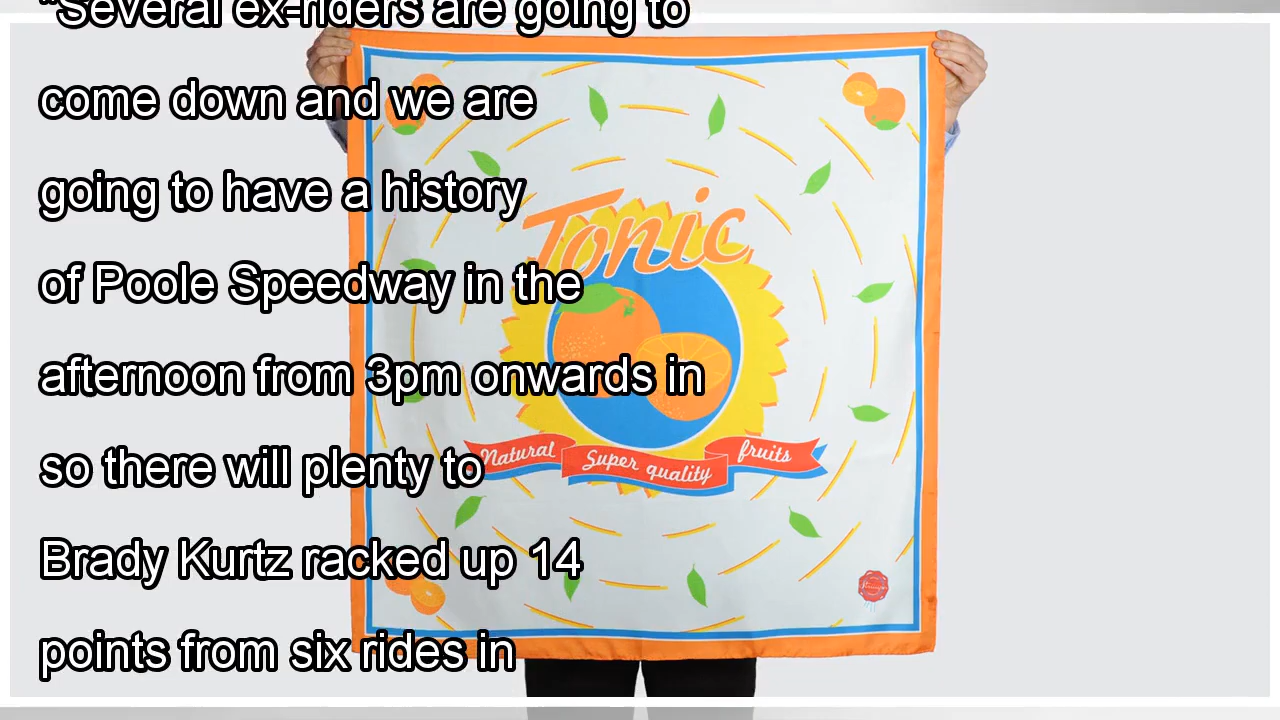 "Several ex-riders are going to
come down and we are
going to have a history
of Poole Speedway in the
afternoon from 3pm onwards in
so there will plenty to
Brady Kurtz racked up 14
points from six rides in
Tonic
Natural Super quality fruits